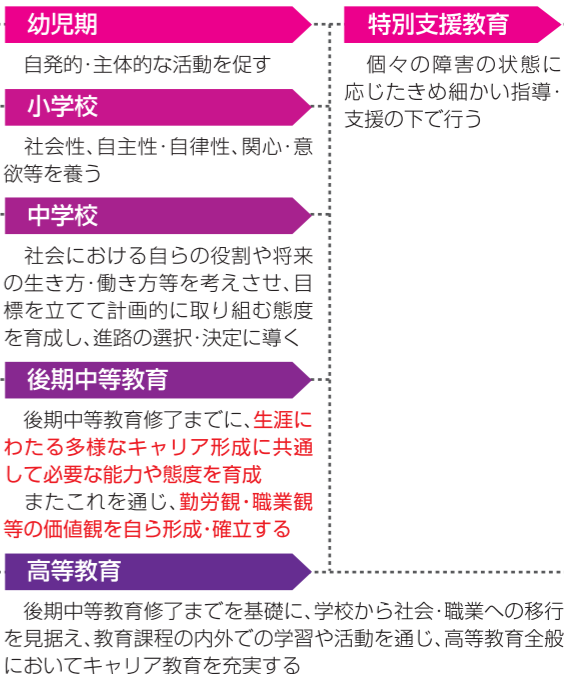 幼児期
自発的・主体的な活動を促す
小学校
社会性、自主性・自律性、関心・意
欲等を養う
中学校
社会における自らの役割や将来
の生き方・働き方等を考えさせ、目
標を立てて計画的に取り組む態度
を育成し、進路の選択・決定に導く
後期中等教育
後期中等教育修了までに、生涯に
わたる多様なキャリア形成に共通
して必要な能力や態度を育成
またこれを通じ、勤労観・職業観
等の価値観を自ら形成・確立する
特別支援教育
個々の障害の状態に
応じたきめ細かい指導・
支援の下で行う
高等教育
後期中等教育修了までを基礎に、学校から社会・職業への移行
を見据え、教育課程の内外での学習や活動を通じ、高等教育全般
においてキャリア教育を充実する